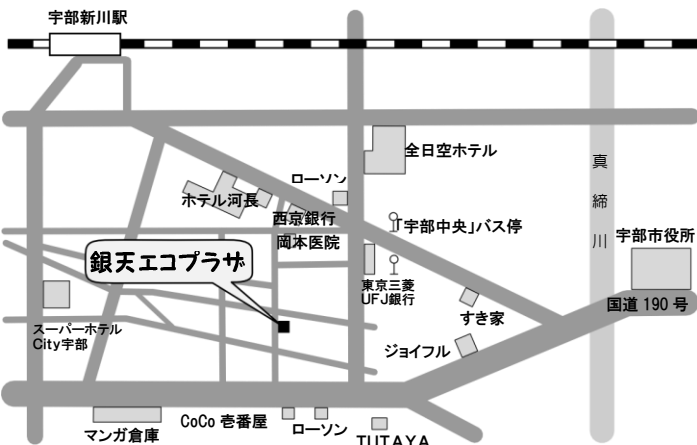 宇部新川駅
全日空ホテル
真締川
ローソン
ホテル河長
西京銀行
「宇部中央」バス停
岡本医院
宇部市役所
銀天エコプラザ
東京三菱
UFJ銀行
国道 190 号
すき家
スーパーホテル
City宇部
ジョイフル
マンガ倉庫
CoCo 壱番屋
ローソン
TUTAYA